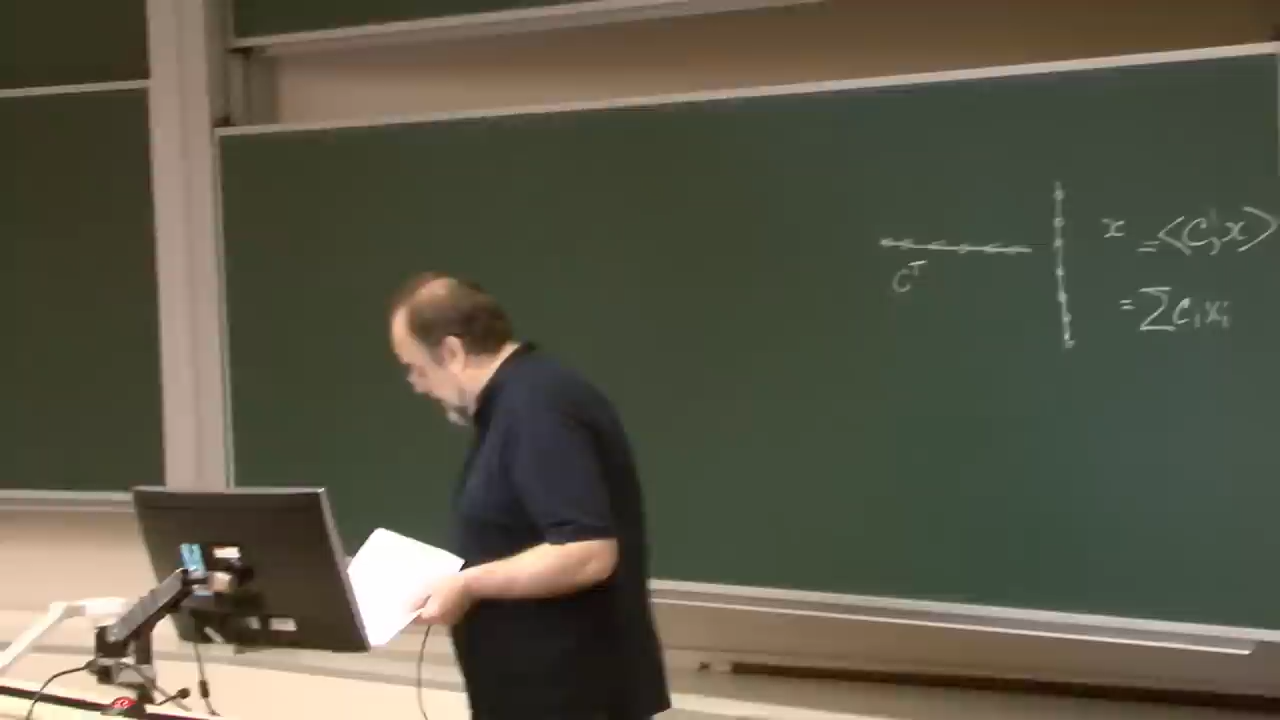 x = <C, x>
cᵀ
= ∑ cᵢ xᵢ